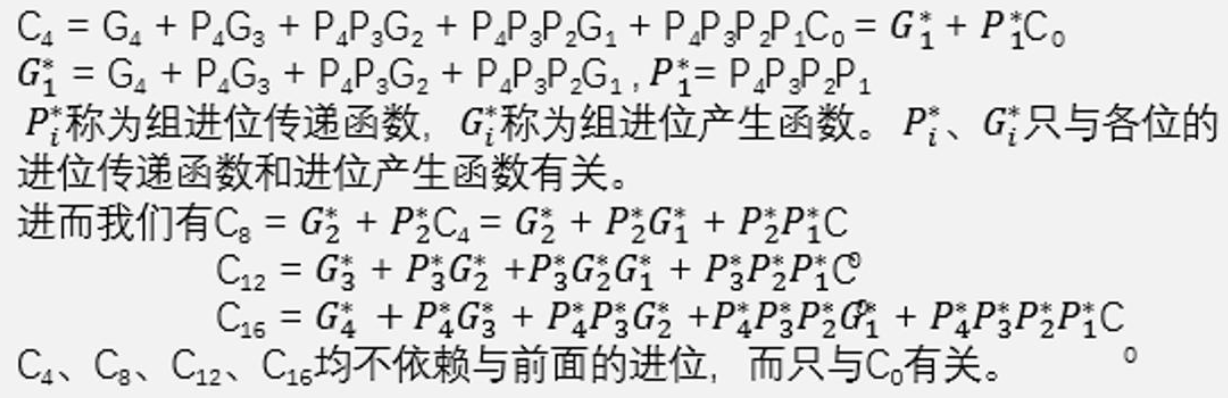 C₄ = G₄ + P₄G₃ + P₄P₃G₂ + P₄P₃P₂G₁ + P₄P₃P₂P₁C₀ = G₁* + P₁*C₀
G₁* = G₄ + P₄G₃ + P₄P₃G₂ + P₄P₃P₂G₁ , P₁* = P₄P₃P₂P₁
Pᵢ*称为组进位传递函数，Gᵢ*称为组进位产生函数。Pᵢ*、Gᵢ*只与各位的
进位传递函数和进位产生函数有关。
进而我们有C₈ = G₂* + P₂*C₄ = G₂* + P₂*G₁* + P₂*P₁*C₀
C₁₂ = G₃* + P₃*G₂* +P₃*G₂*G₁* + P₃*P₂*P₁*C₀
C₁₆ = G₄* + P₄*G₃* + P₄*P₃*G₂* +P₄*P₃*P₂*G₁* + P₄*P₃*P₂*P₁*C₀
C₄、C₈、C₁₂、C₁₆均不依赖与前面的进位，而只与C₀有关。